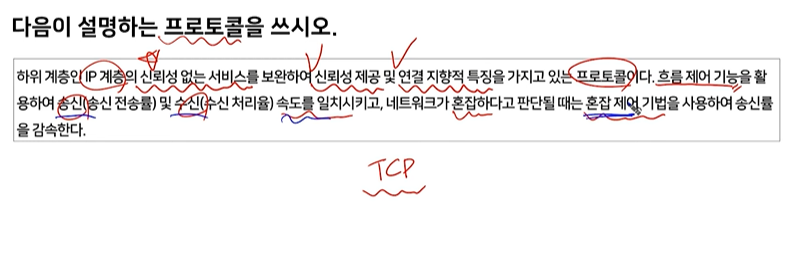 다음이 설명하는 프로토콜을 쓰시오.
하위 계층인 IP 계층의 신뢰성 없는 서비스를 보완하여 신뢰성 제공 및 연결 지향적 특징을 가지고 있는 프로토콜이다. 흐름 제어 기능을 활
용하여 송신(송신 전송률) 및 수신(수신 처리율) 속도를 일치시키고, 네트워크가 혼잡하다고 판단될 때는 혼잡 제어 기법을 사용하여 송신률
을 감속한다.
TCP